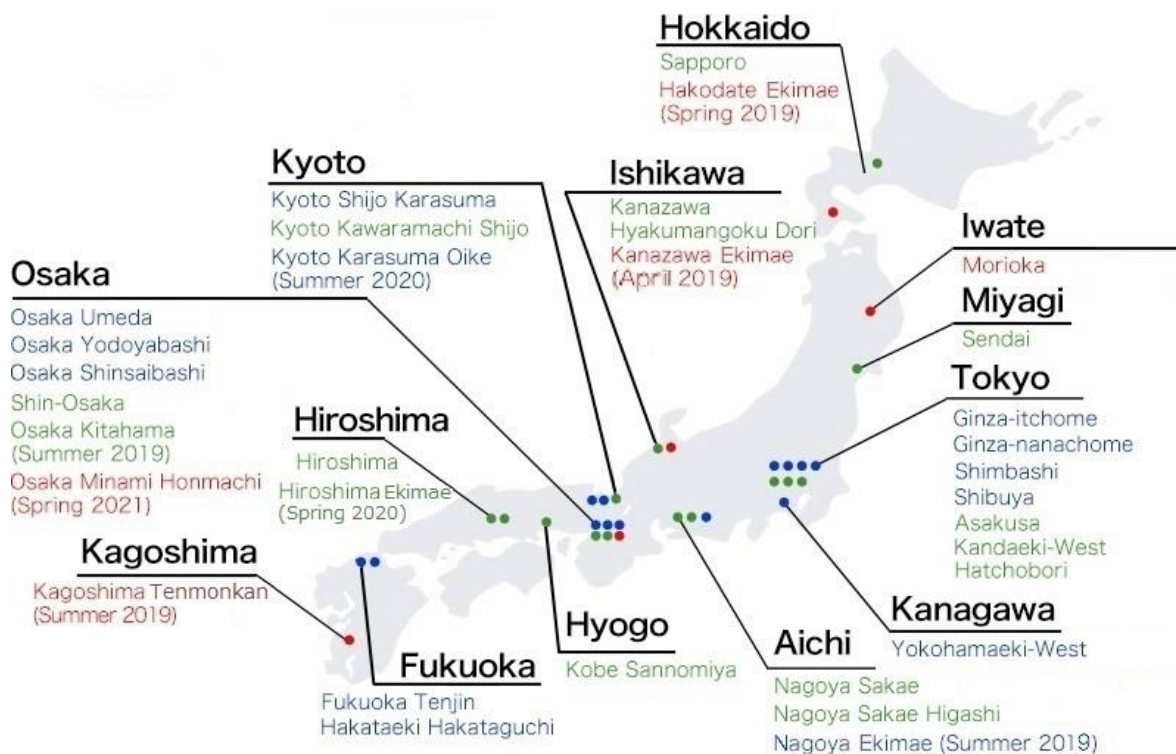 Hokkaido
Sapporo
Hakodate Ekimae
(Spring 2019)
Kyoto
Kyoto Shijo Karasuma
Kyoto Kawaramachi Shijo
Kyoto Karasuma Oike
(Summer 2020)
Ishikawa
Kanazawa
Hyakumangoku Dori
Kanazawa Ekimae
(April 2019)
Iwate
Morioka
Miyagi
Sendai
Osaka
Osaka Umeda
Osaka Yodoyabashi
Osaka Shinsaibashi
Shin-Osaka
Osaka Kitahama
(Summer 2019)
Osaka Minami Honmachi
(Spring 2021)
Hiroshima
Hiroshima
Hiroshima Ekimae
(Spring 2020)
Tokyo
Ginza-itchome
Ginza-nanachome
Shimbashi
Shibuya
Asakusa
Kandaeki-West
Hatchobori
Kagoshima
Kagoshima Tenmonkan
(Summer 2019)
Fukuoka
Fukuoka Tenjin
Hakataeki Hakataguchi
Hyogo
Kobe Sannomiya
Aichi
Nagoya Sakae
Nagoya Sakae Higashi
Nagoya Ekimae (Summer 2019)
Kanagawa
Yokohamaeki-West